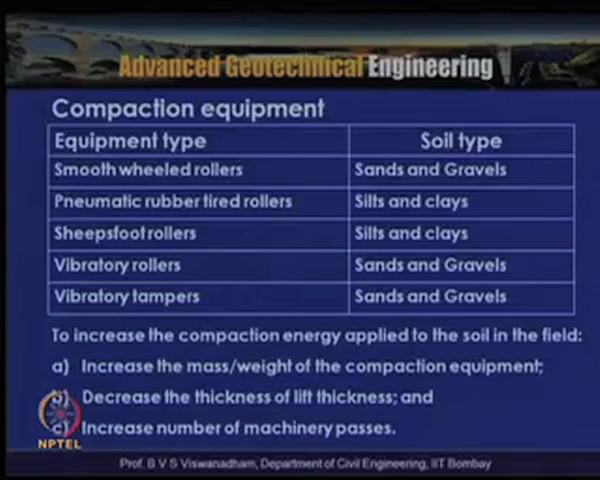 Advanced Geotechnical Engineering
Compaction equipment
Equipment type Soil type
Smooth wheeled rollers Sands and Gravels
Pneumatic rubber tired rollers Silts and clays
Sheepsfoot rollers Silts and clays
Vibratory rollers Sands and Gravels
Vibratory tampers Sands and Gravels
To increase the compaction energy applied to the soil in the field:
a) Increase the mass/weight of the compaction equipment;
b) Decrease the thickness of lift thickness; and
c) Increase number of machinery passes.
NPTEL
Prof. B V S Viswanadham, Department of Civil Engineering, IIT Bombay